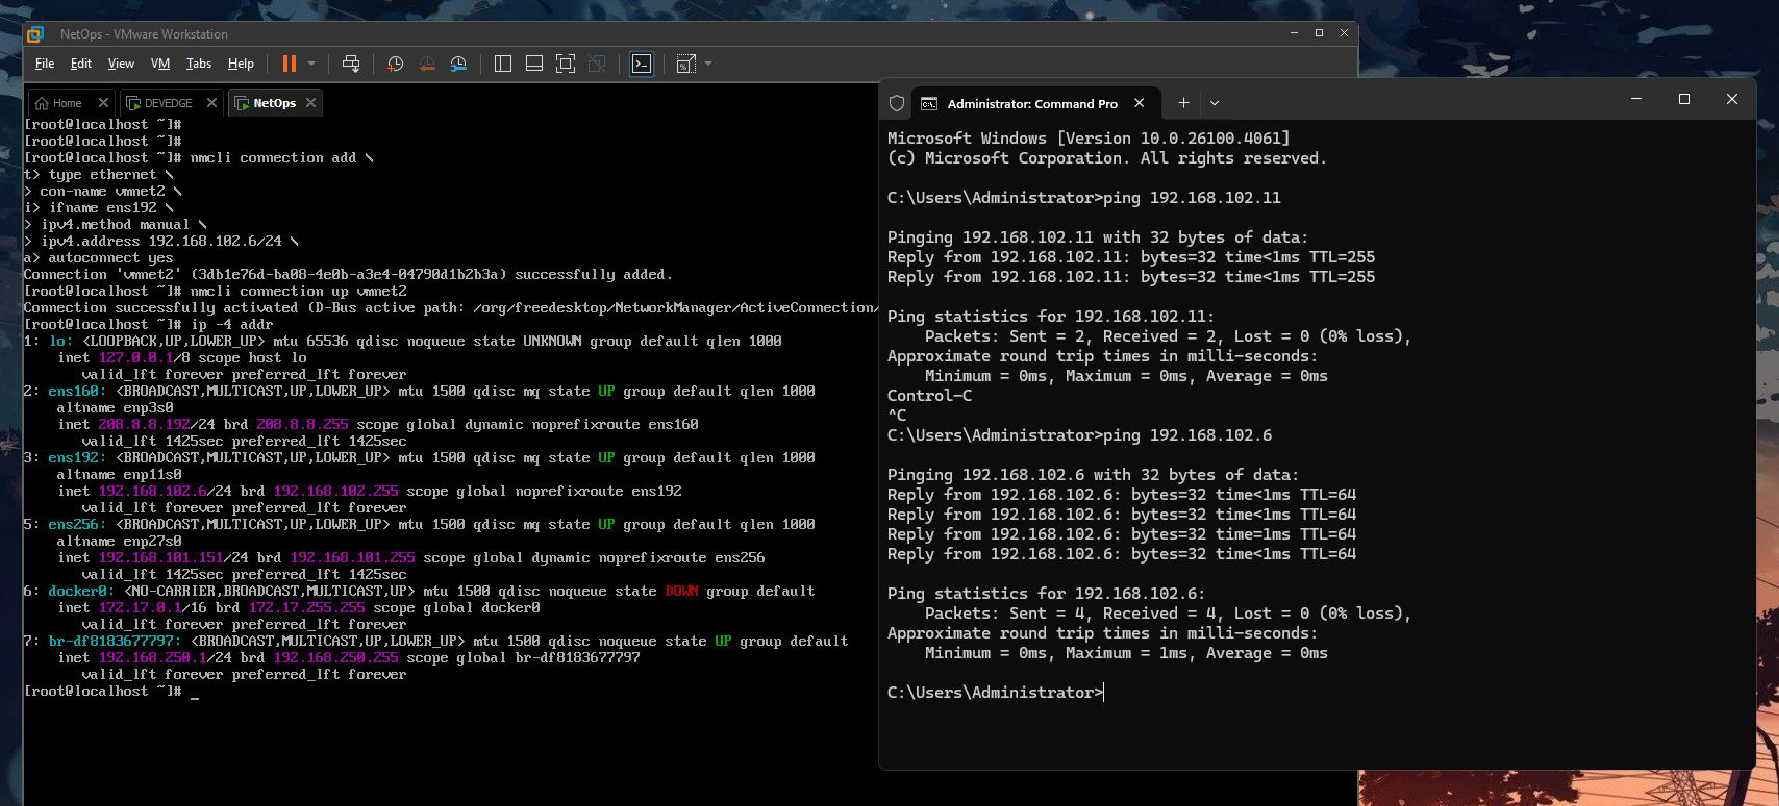 NetOps - VMware Workstation
File Edit View VM Tabs Help
Home DEVEDGE NetOps
[root@localhost ~]#
[root@localhost ~]#
[root@localhost ~]# nmcli connection add \
t> type ethernet \
> con-name vmnet2 \
i> ifname ens192 \
> ipv4.method manual \
> ipv4.address 192.168.102.6/24 \
a> autoconnect yes
Connection 'vmnet2' (3db1e76d-ba08-4e0b-a3e4-04790d1b2b3a) successfully added.
[root@localhost ~]# nmcli connection up vmnet2
Connection successfully activated (D-Bus active path: /org/freedesktop/NetworkManager/ActiveConnection/
[root@localhost ~]# ip -4 addr
1: lo: <LOOPBACK,UP,LOWER_UP> mtu 65536 qdisc noqueue state UNKNOWN group default qlen 1000
inet 127.0.0.1/8 scope host lo
valid_lft forever preferred_lft forever
2: ens160: <BROADCAST,MULTICAST,UP,LOWER_UP> mtu 1500 qdisc mq state UP group default qlen 1000
altname enp3s0
inet 208.8.8.192/24 brd 208.8.8.255 scope global dynamic noprefixroute ens160
valid_lft 1425sec preferred_lft 1425sec
3: ens192: <BROADCAST,MULTICAST,UP,LOWER_UP> mtu 1500 qdisc mq state UP group default qlen 1000
altname enp11s0
inet 192.168.102.6/24 brd 192.168.102.255 scope global noprefixroute ens192
valid_lft forever preferred_lft forever
5: ens256: <BROADCAST,MULTICAST,UP,LOWER_UP> mtu 1500 qdisc mq state UP group default qlen 1000
altname enp27s0
inet 192.168.101.151/24 brd 192.168.101.255 scope global dynamic noprefixroute ens256
valid_lft 1425sec preferred_lft 1425sec
6: docker0: <NO-CARRIER,BROADCAST,MULTICAST,UP> mtu 1500 qdisc noqueue state DOWN group default
inet 172.17.0.1/16 brd 172.17.255.255 scope global docker0
valid_lft forever preferred_lft forever
7: br-df8183677797: <BROADCAST,MULTICAST,UP,LOWER_UP> mtu 1500 qdisc noqueue state UP group default
inet 192.168.250.1/24 brd 192.168.250.255 scope global br-df8183677797
valid_lft forever preferred_lft forever
[root@localhost ~]# _
Administrator: Command Pro
Microsoft Windows [Version 10.0.26100.4061]
(c) Microsoft Corporation. All rights reserved.
C:\Users\Administrator>ping 192.168.102.11
Pinging 192.168.102.11 with 32 bytes of data:
Reply from 192.168.102.11: bytes=32 time<1ms TTL=255
Reply from 192.168.102.11: bytes=32 time<1ms TTL=255
Ping statistics for 192.168.102.11:
Packets: Sent = 2, Received = 2, Lost = 0 (0% loss),
Approximate round trip times in milli-seconds:
Minimum = 0ms, Maximum = 0ms, Average = 0ms
Control-C
^C
C:\Users\Administrator>ping 192.168.102.6
Pinging 192.168.102.6 with 32 bytes of data:
Reply from 192.168.102.6: bytes=32 time<1ms TTL=64
Reply from 192.168.102.6: bytes=32 time<1ms TTL=64
Reply from 192.168.102.6: bytes=32 time=1ms TTL=64
Reply from 192.168.102.6: bytes=32 time<1ms TTL=64
Ping statistics for 192.168.102.6:
Packets: Sent = 4, Received = 4, Lost = 0 (0% loss),
Approximate round trip times in milli-seconds:
Minimum = 0ms, Maximum = 1ms, Average = 0ms
C:\Users\Administrator>